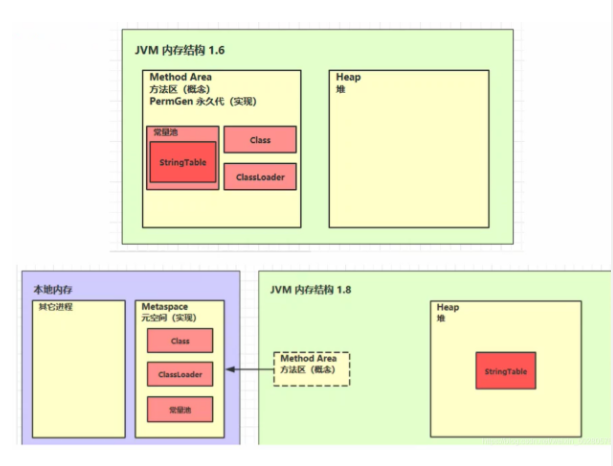 JVM 内存结构 1.6
Method Area
方法区（概念）
PermGen 永久代（实现）
Heap
堆
常量池
StringTable
Class
ClassLoader
本地内存
其它进程
Metaspace
元空间（实现）
Class
ClassLoader
常量池
JVM 内存结构 1.8
Method Area
方法区（概念）
Heap
堆
StringTable